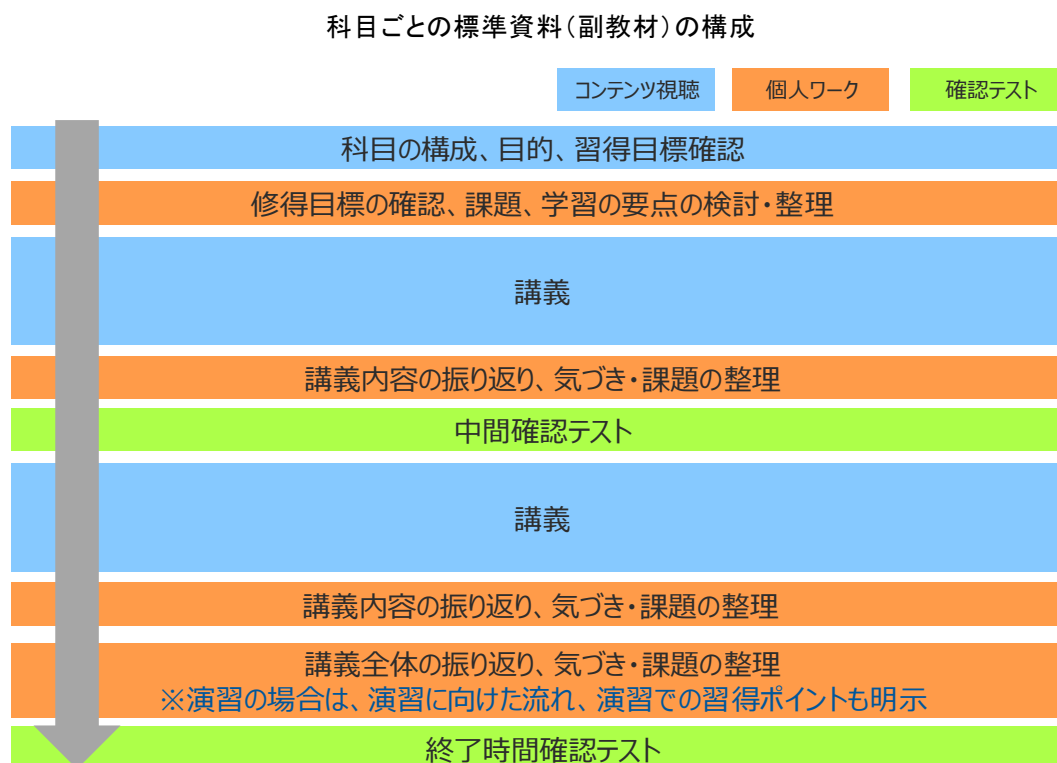 科目ごとの標準資料（副教材）の構成
コンテンツ視聴
個人ワーク
確認テスト
科目の構成、目的、習得目標確認
修得目標の確認、課題、学習の要点の検討・整理
講義
講義内容の振り返り、気づき・課題の整理
中間確認テスト
講義
講義内容の振り返り、気づき・課題の整理
講義全体の振り返り、気づき・課題の整理
※演習の場合は、演習に向けた流れ、演習での習得ポイントも明示
終了時間確認テスト